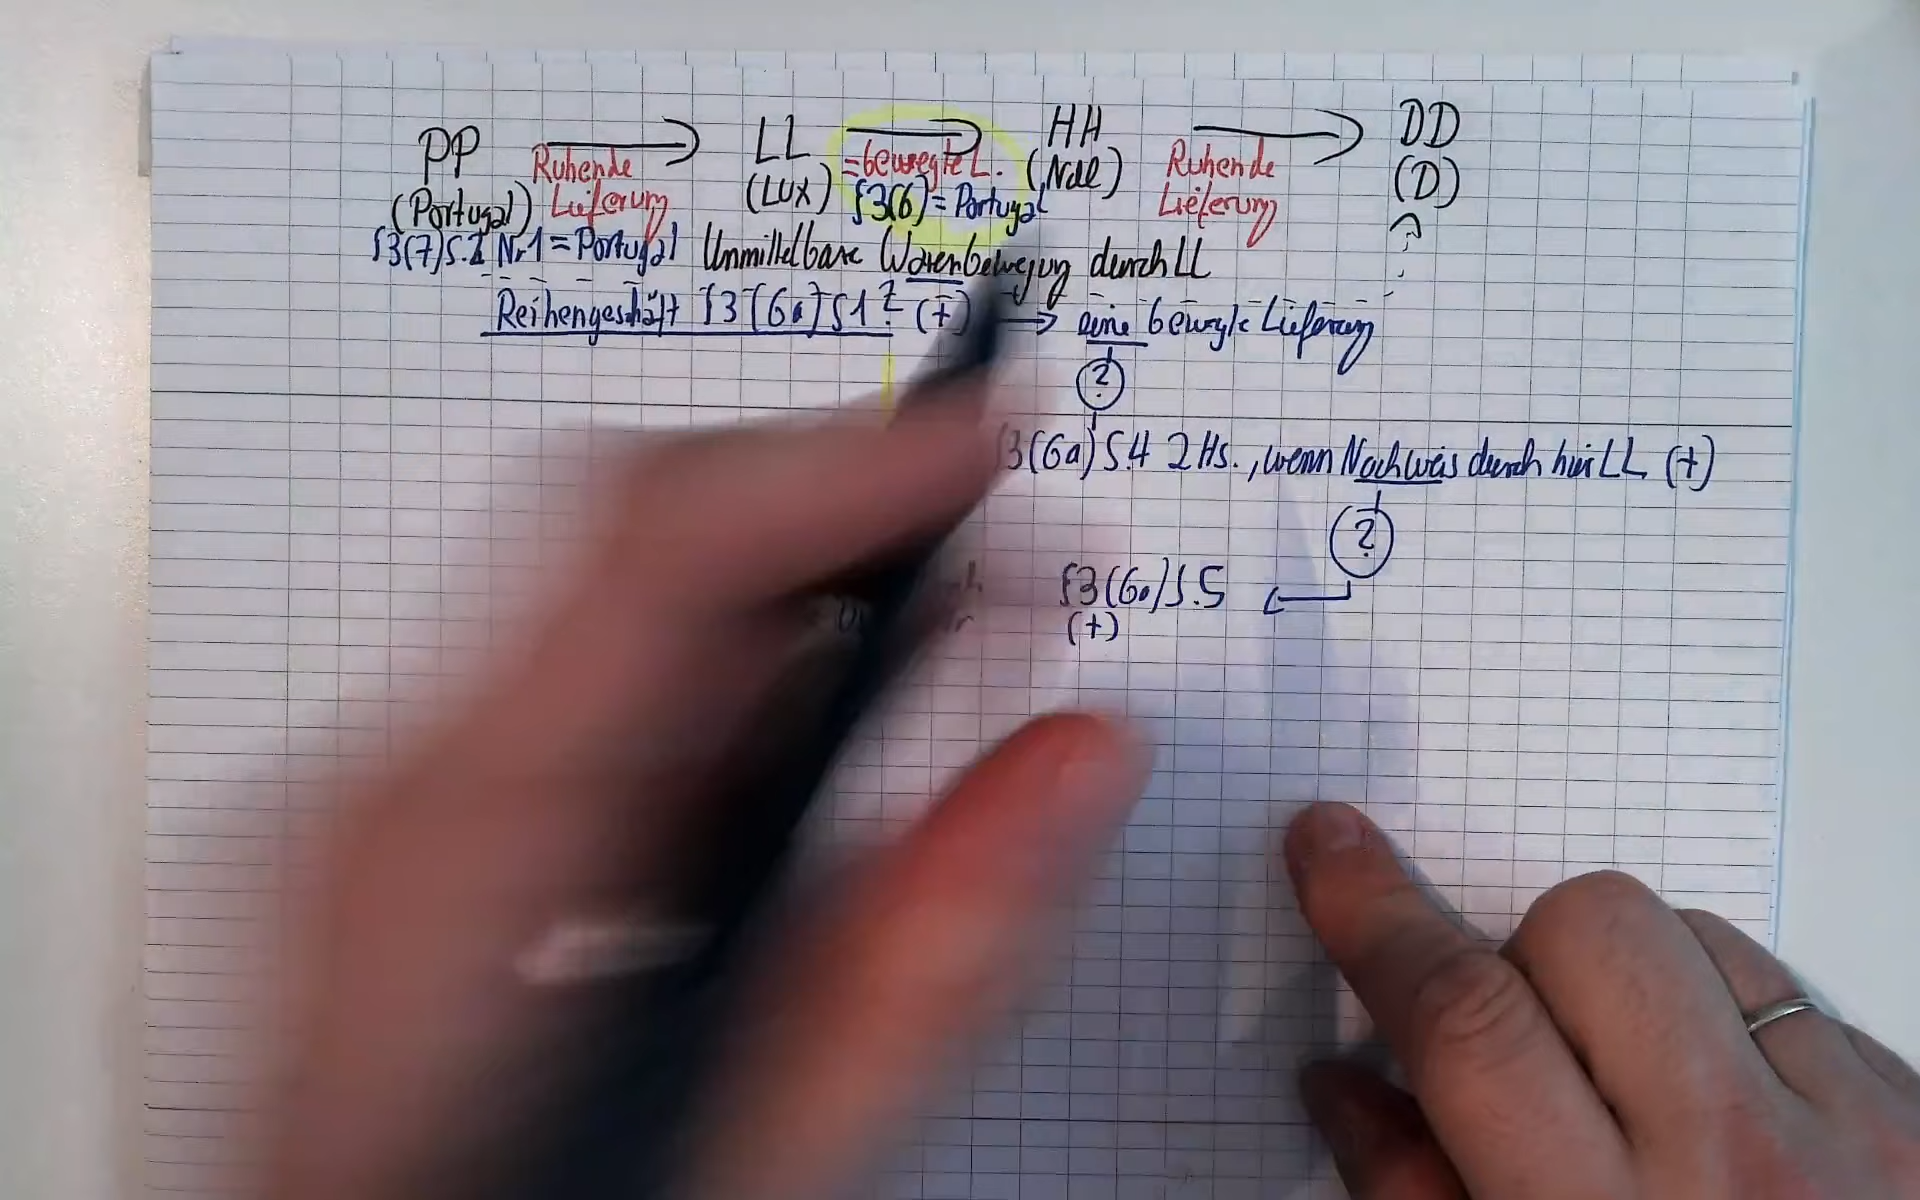 PP LL HH DD
(Portugal) Ruhende Lieferung (LUX) =bewegte L. (Ndl) Ruhende Lieferung (D)
§3(6)=Portugal
§3(7)S.2 Nr.1=Portugal Unmittelbare Warenbewegung durch LL
Reihengeschäft §3(6a)S1? (+) → eine bewegte Lieferung
?
§3(6a)S.4 2Hs., wenn Nachweis durch hier LL (+)
?
§3(6a)S.5
(+)